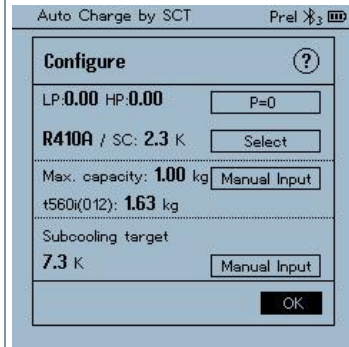 Auto Charge by SCT Prel 3
Configure ?
LP:0.00 HP:0.00 P=0
R410A / SC: 2.3 K Select
Max. capacity: 1.00 kg Manual Input
t560i(012): 1.63 kg
Subcooling target
7.3 K Manual Input
OK